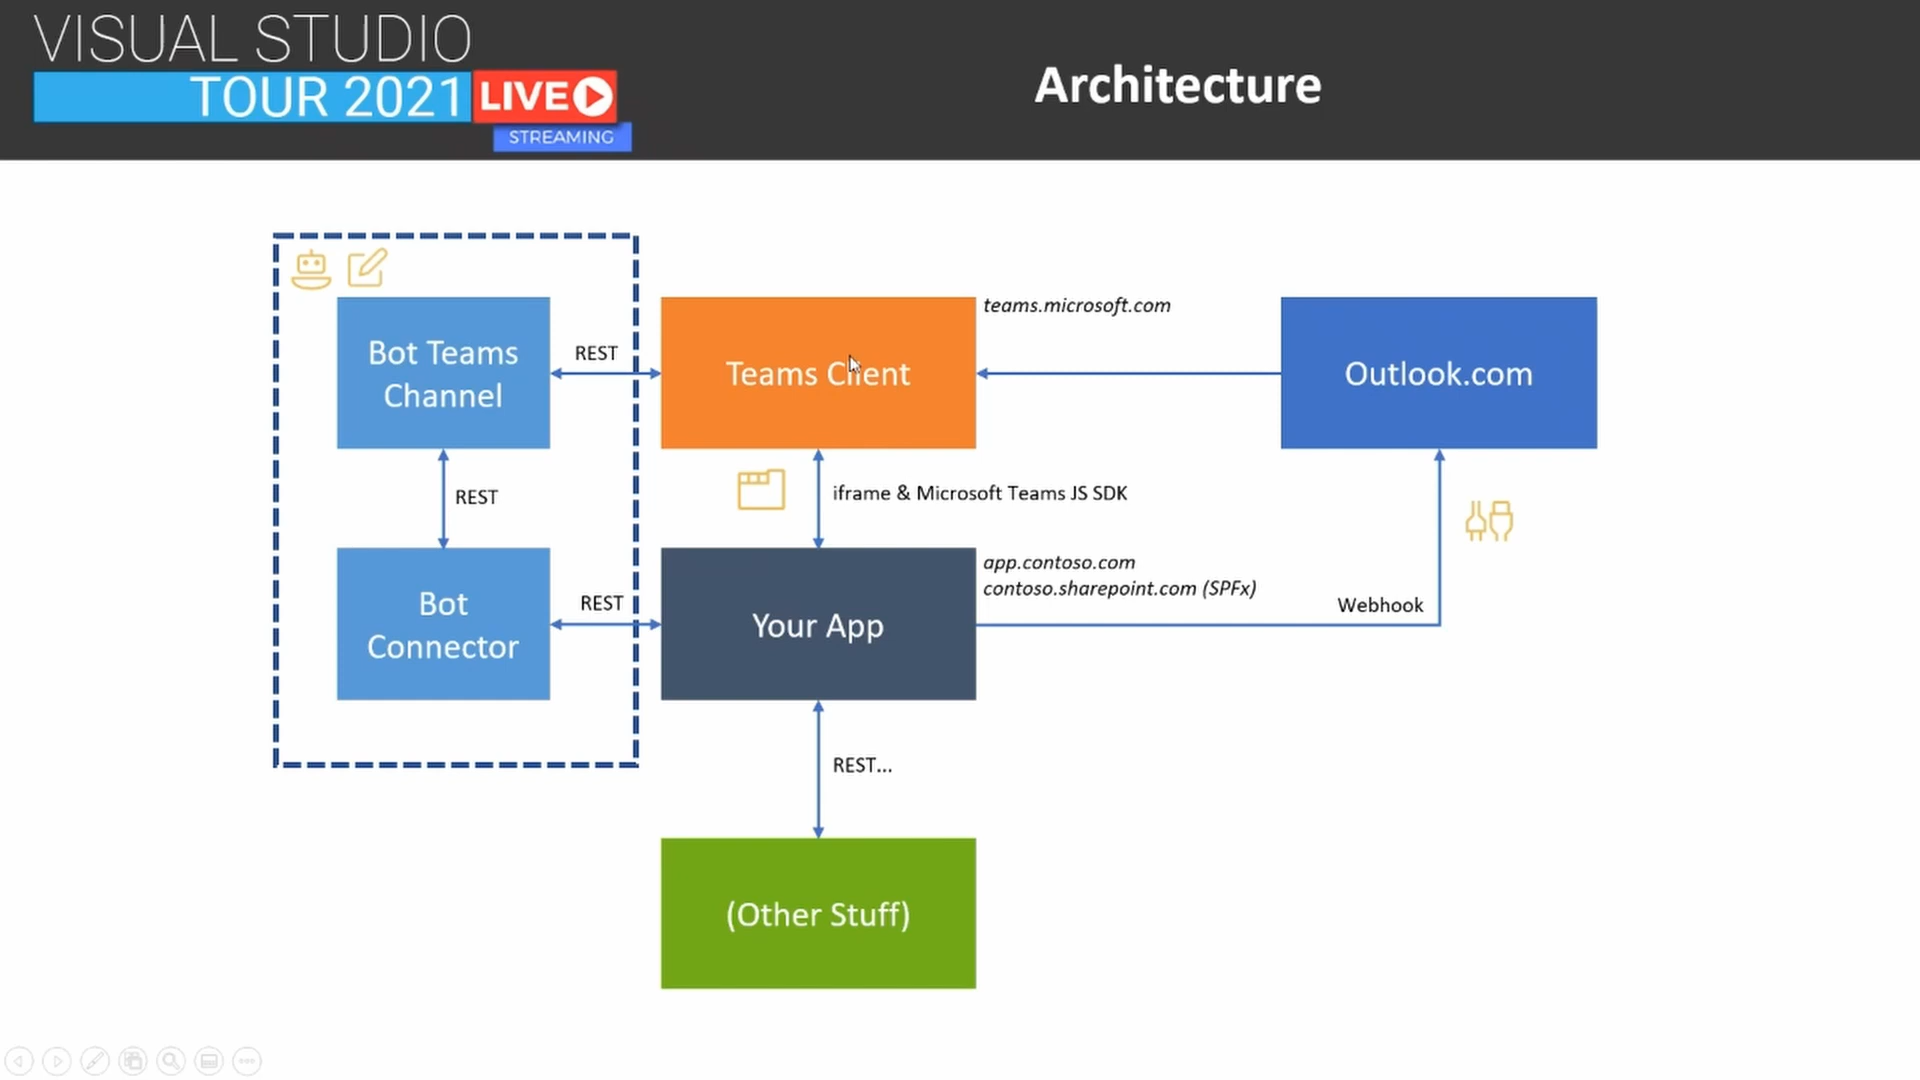 VISUAL STUDIO
TOUR 2021 LIVE
STREAMING
Architecture
Bot Teams
Channel
REST
Teams Client
teams.microsoft.com
Outlook.com
REST
iframe & Microsoft Teams JS SDK
Bot
Connector
REST
Your App
app.contoso.com
contoso.sharepoint.com (SPFx)
Webhook
REST...
(Other Stuff)